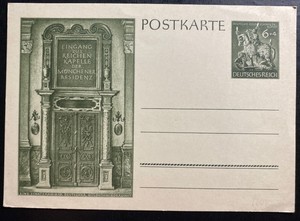 POSTKARTE
EINGANG
ZUR
REICHEN
KAPELLE
DER
MÜNCHENER
RESIDENZ
6+4
DEUTSCHES REICH